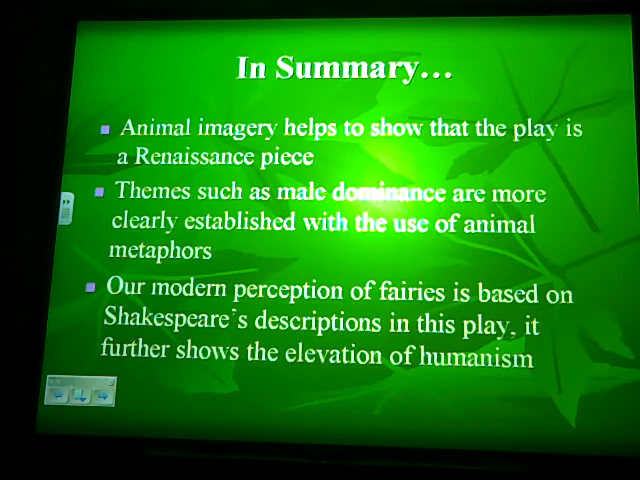 In Summary...
Animal imagery helps to show that the play is
a Renaissance piece
Themes such as male dominance are more
clearly established with the use of animal
metaphors
Our modern perception of fairies is based on
Shakespeare's descriptions in this play, it
further shows the elevation of humanism